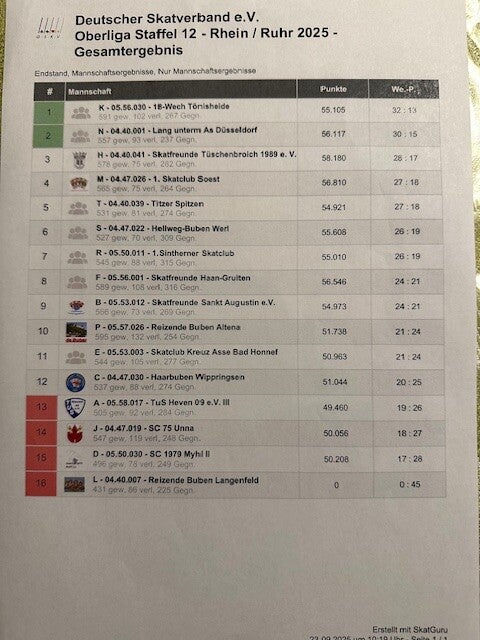 Deutscher Skatverband e.V.
Oberliga Staffel 12 - Rhein / Ruhr 2025 -
Gesamtergebnis
Endstand, Mannschaftsergebnisse, Nur Mannschaftsergebnisse
# Mannschaft Punkte We.-P.
1 K - 05.56.030 - 18-Wech Tönisheide 55.105 32 : 13
591 gew, 102 verl, 287 Gegn.
2 N - 04.40.001 - Lang unterm As Düsseldorf 56.117 30 : 15
557 gew, 93 verl, 237 Gegn.
3 H - 04.40.041 - Skatfreunde Tüschenbroich 1989 e. V. 58.180 28 : 17
578 gew, 75 verl, 262 Gegn.
4 M - 04.47.026 - 1. Skatclub Soest 56.810 27 : 18
565 gew, 75 verl, 264 Gegn.
5 T - 04.40.039 - Titzer Spitzen 54.921 27 : 18
531 gew, 81 verl, 274 Gegn.
6 S - 04.47.022 - Hellweg-Buben Werl 55.608 26 : 19
527 gew, 70 verl, 309 Gegn.
7 R - 05.50.011 - 1.Sintherner Skatclub 55.010 26 : 19
545 gew, 88 verl, 315 Gegn.
8 F - 05.56.001 - Skatfreunde Haan-Gruiten 56.546 24 : 21
589 gew, 108 verl, 316 Gegn.
9 B - 05.53.012 - Skatfreunde Sankt Augustin e.V. 54.973 24 : 21
566 gew, 73 verl, 269 Gegn.
10 P - 05.57.026 - Reizende Buben Altena 51.738 21 : 24
595 gew, 132 verl, 254 Gegn.
11 E - 05.53.003 - Skatclub Kreuz Asse Bad Honnef 50.963 21 : 24
544 gew, 105 verl, 277 Gegn.
12 C - 04.47.030 - Haarbuben Wippringsen 51.044 20 : 25
537 gew, 88 verl, 274 Gegn.
13 A - 05.58.017 - TuS Heven 09 e.V. III 49.460 19 : 26
505 gew, 92 verl, 284 Gegn.
14 J - 04.47.019 - SC 75 Unna 50.056 18 : 27
547 gew, 119 verl, 248 Gegn.
15 D - 05.50.030 - SC 1979 Myhl II 50.208 17 : 28
496 gew, 78 verl, 249 Gegn.
16 L - 04.40.007 - Reizende Buben Langenfeld 0 0 : 45
431 gew, 86 verl, 225 Gegn.
Erstellt mit SkatGuru
23.09.2025 um 10:19 Uhr - Seite 1 / 1